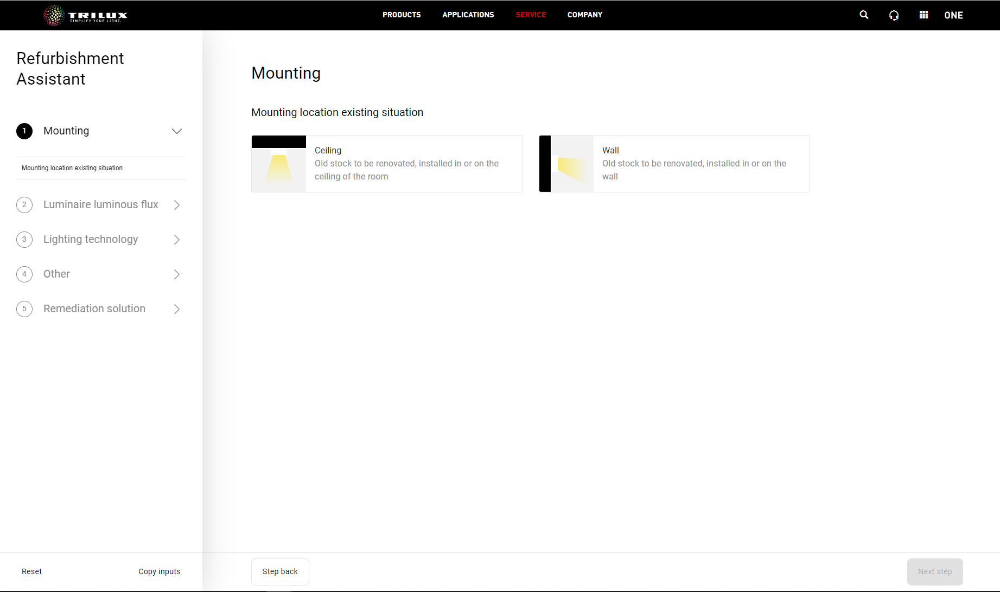 TRILUX
SIMPLIFY YOUR LIGHT.
PRODUCTS
APPLICATIONS
SERVICE
COMPANY
ONE
Refurbishment
Assistant
1
Mounting
Mounting location existing situation
2
Luminaire luminous flux
3
Lighting technology
4
Other
5
Remediation solution
Reset
Copy inputs
Mounting
Mounting location existing situation
Ceiling
Old stock to be renovated, installed in or on the
ceiling of the room
Wall
Old stock to be renovated, installed in or on the
wall
Step back
Next step